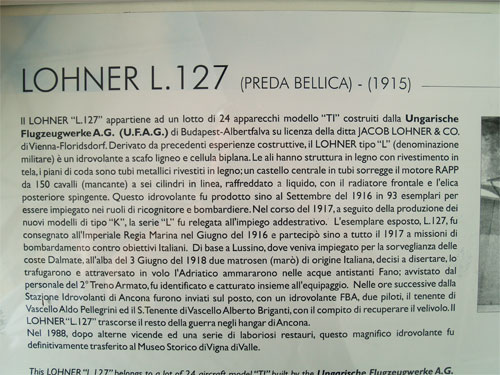 LOHNER L.127 (PREDA BELLICA) - (1915)
Il LOHNER "L.127" appartiene ad un lotto di 24 apparecchi modello "TI" costruiti dalla Ungarische
Flugzeugwerke A.G. (U.F.A.G.) di Budapest-Albertfalva su licenza della ditta JACOB LOHNER & CO.
di Vienna-Floridsdorf. Derivato da precedenti esperienze costruttive, il LOHNER tipo "L" (denominazione
militare) è un idrovolante a scafo ligneo e cellula biplana. Le ali hanno struttura in legno con rivestimento in
tela, i piani di coda sono tubi metallici rivestiti in legno; un castello centrale in tubi sorregge il motore RAPP
da 150 cavalli (mancante) a sei cilindri in linea, raffreddato a liquido, con il radiatore frontale e l'elica
posteriore spingente. Questo idrovolante fu prodotto sino al Settembre del 1916 in 93 esemplari per
essere impiegato nei ruoli di ricognitore e bombardiere. Nel corso del 1917, a seguito della produzione dei
nuovi modelli di tipo "K", la serie "L" fu relegata all'impiego addestrativo. L'esemplare esposto, L.127, fu
consegnato all'Imperiale Regia Marina nel Giugno del 1916 e partecipò sino a tutto il 1917 a missioni di
bombardamento contro obiettivi Italiani. Di base a Lussino, dove veniva impiegato per la sorveglianza delle
coste Dalmate, all'alba del 3 Giugno del 1918 due matrosen (marò) di origine Italiana, decisi a disertare, lo
trafugarono e attraversato in volo l'Adriatico ammararono nelle acque antistanti Fano; avvistato dal
personale del 2° Treno Armato, fu identificato e catturato insieme all'equipaggio. Nelle ore successive dalla
Stazione Idrovolanti di Ancona furono inviati sul posto, con un idrovolante FBA, due piloti, il tenente di
Vascello Aldo Pellegrini ed il S.Tenente di Vascello Alberto Briganti, con il compito di recuperare il velivolo. Il
LOHNER "L.127" trascorse il resto della guerra negli hangar di Ancona.
Nel 1988, dopo alterne vicende ed una serie di laboriosi restauri, questo magnifico idrovolante fu
definitivamente trasferito al Museo Storico di Vigna di Valle.
This LOHNER "L.127" belongs to a lot of 24 aircraft model "TI" built by the Ungarische Flugzeugwerke A.G.